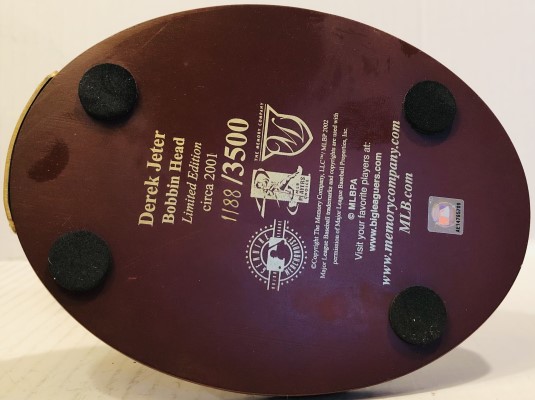 Derek Jeter
Bobbin Head
Limited Edition
circa 2001
1188/3500
THE MEMORY COMPANY
©Copyright The Memory Company, LLC™/ MLBP 2002
Major League Baseball trademarks and copyrights are used with
permission of Major League Baseball Properties, Inc.
© MLBPA
Visit your favorite players at:
www.bigleaguers.com
www.memorycompany.com
MLB.com